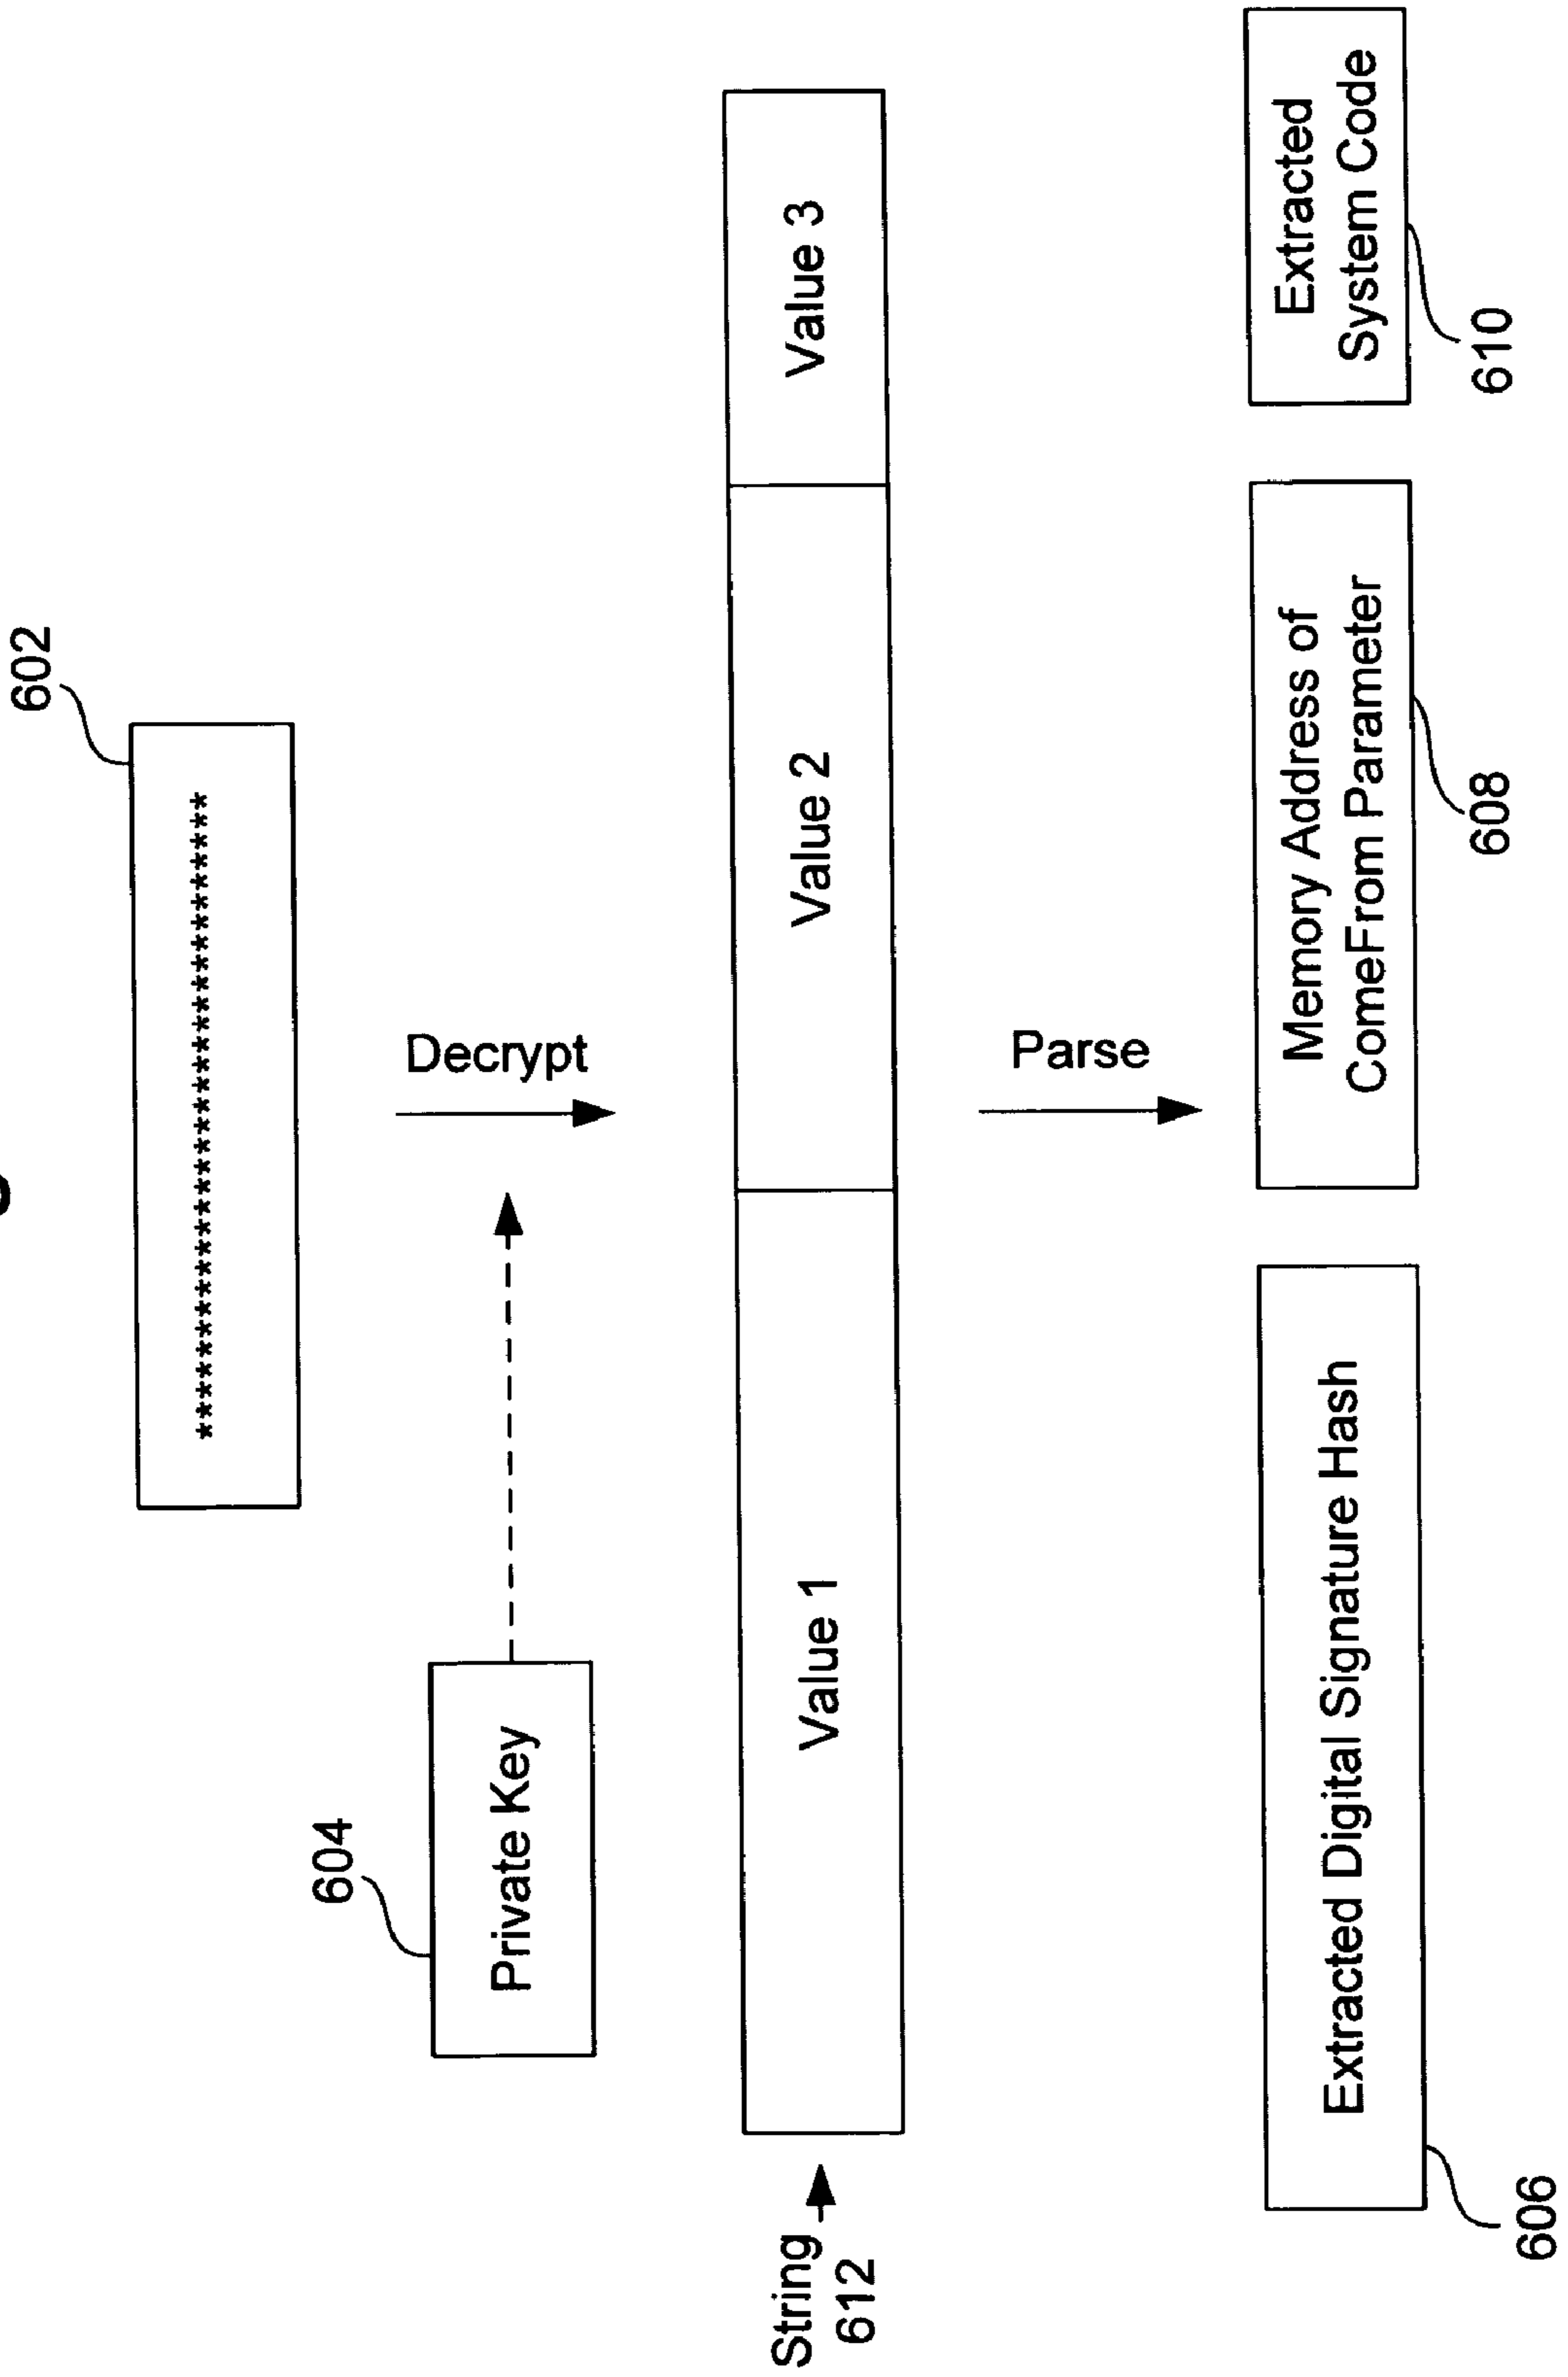 602
********************************
604
Private Key
Decrypt
String
612
Value 1
Value 2
Value 3
Parse
Extracted Digital Signature Hash
606
Memory Address of
ComeFrom Parameter
608
Extracted
System Code
610